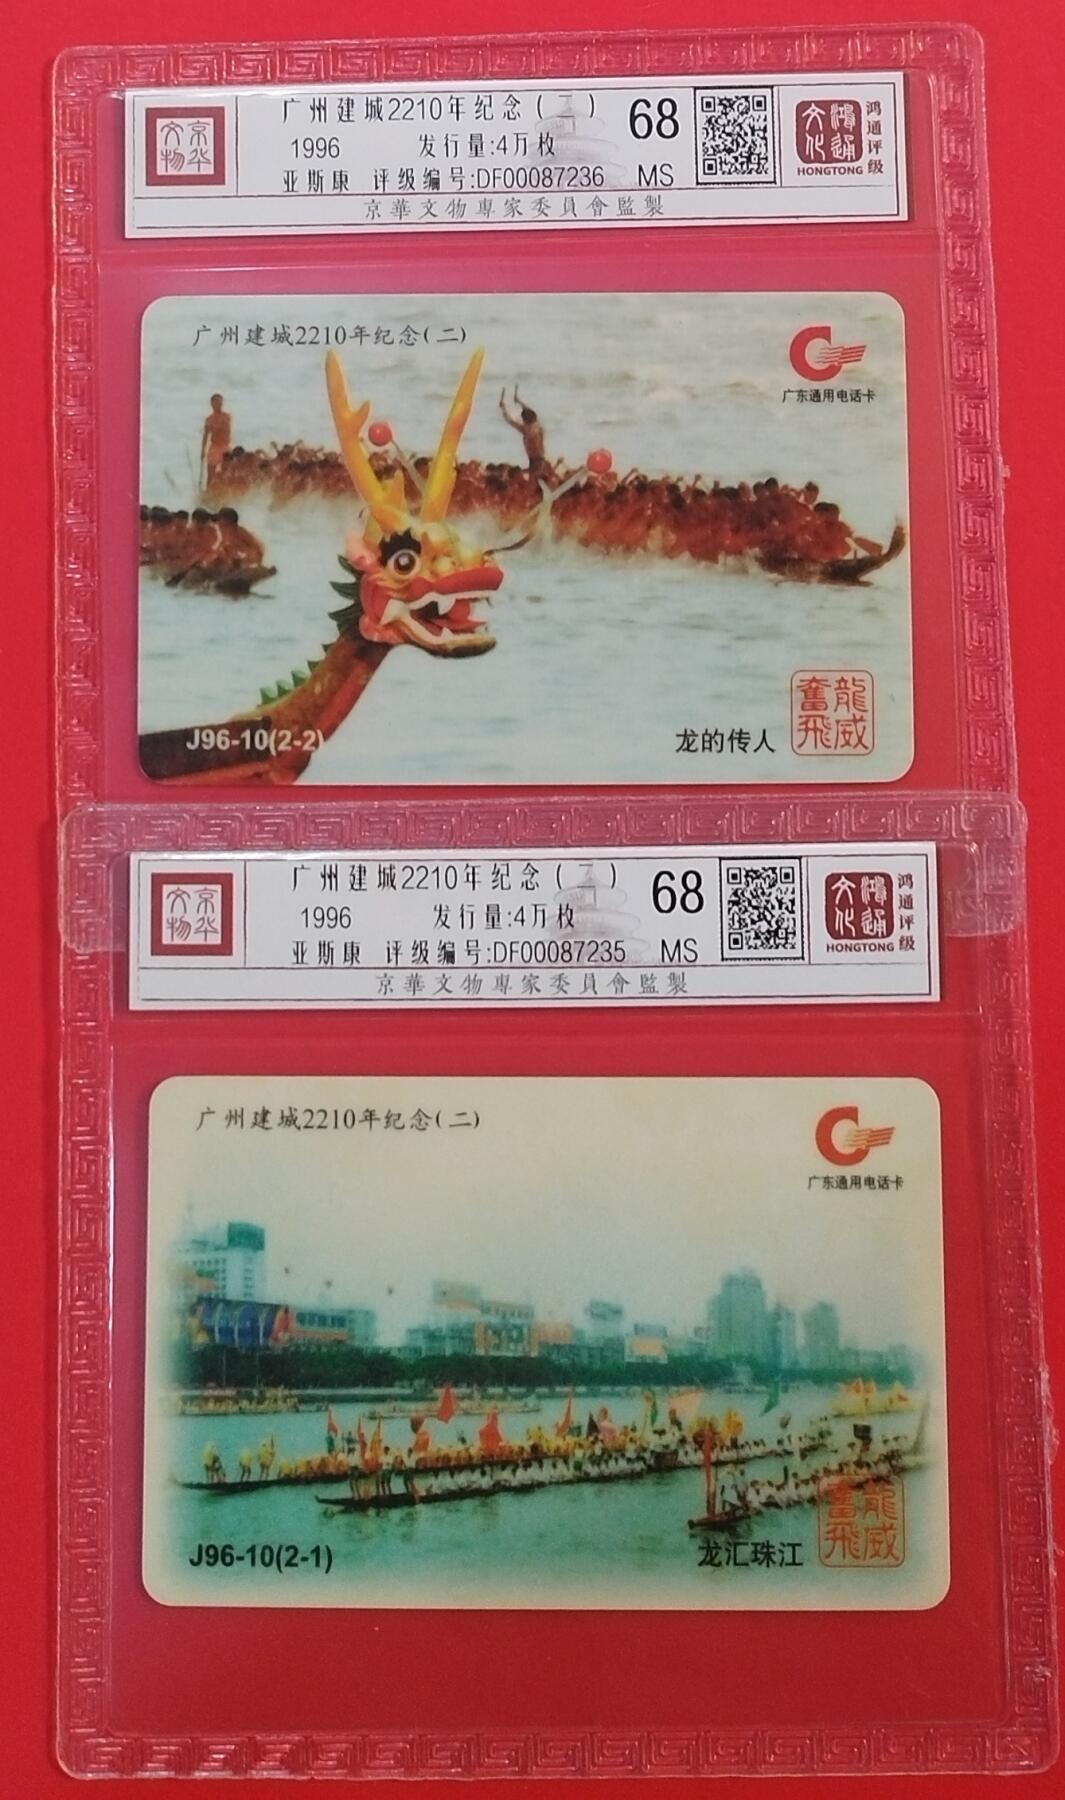 京华文物
广州建城2210年纪念(二)
1996 发行量:4万枚
68
亚斯康 评级编号:DF00087236 MS
京華文物專家委員會監製
鴻通文化
HONGTONG
鸿通评级
广州建城2210年纪念(二)
广东通用电话卡
J96-10(2-2)
龙的传人
龍威奮飛
京华文物
广州建城2210年纪念(二)
1996 发行量:4万枚
68
亚斯康 评级编号:DF00087235 MS
京華文物專家委員會監製
鴻通文化
HONGTONG
鸿通评级
广州建城2210年纪念(二)
广东通用电话卡
J96-10(2-1)
龙汇珠江
龍威奮飛